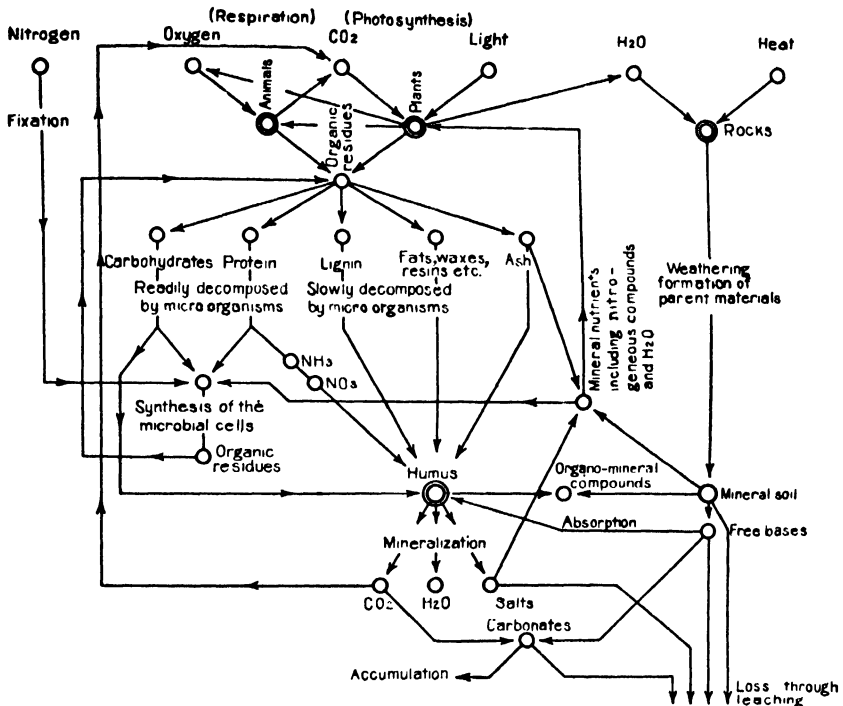 (Respiration) (Photosynthesis)
Nitrogen
Oxygen
CO2
Light
H2O
Heat
Fixation
Animals
Plants
Rocks
Organic
residues
Carbohydrates
Protein
Lignin
Fats, waxes,
resins etc.
Ash
Readily decomposed
by micro organisms
Slowly decomposed
by micro organisms
Mineral nutrients
including nitro-
geneous compounds
and H2O
Weathering
formation of
parent materials
NH3
NO3
Synthesis of the
microbial cells
Organic
residues
Humus
Organo-mineral
compounds
Mineral soil
Absorption
Free bases
Mineralization
CO2
H2O
Salts
Carbonates
Accumulation
Loss through
leaching